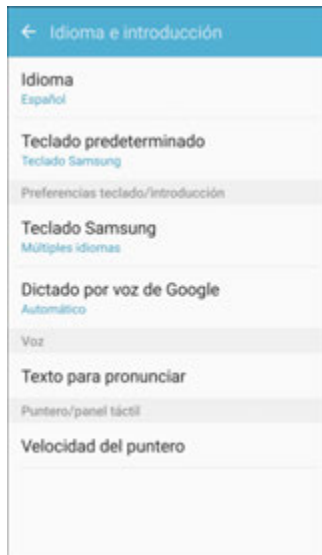 Idioma e introducción
Idioma
Español
Teclado predeterminado
Teclado Samsung
Preferencias teclado/introducción
Teclado Samsung
Múltiples idiomas
Dictado por voz de Google
Automático
Voz
Texto para pronunciar
Puntero/panel táctil
Velocidad del puntero